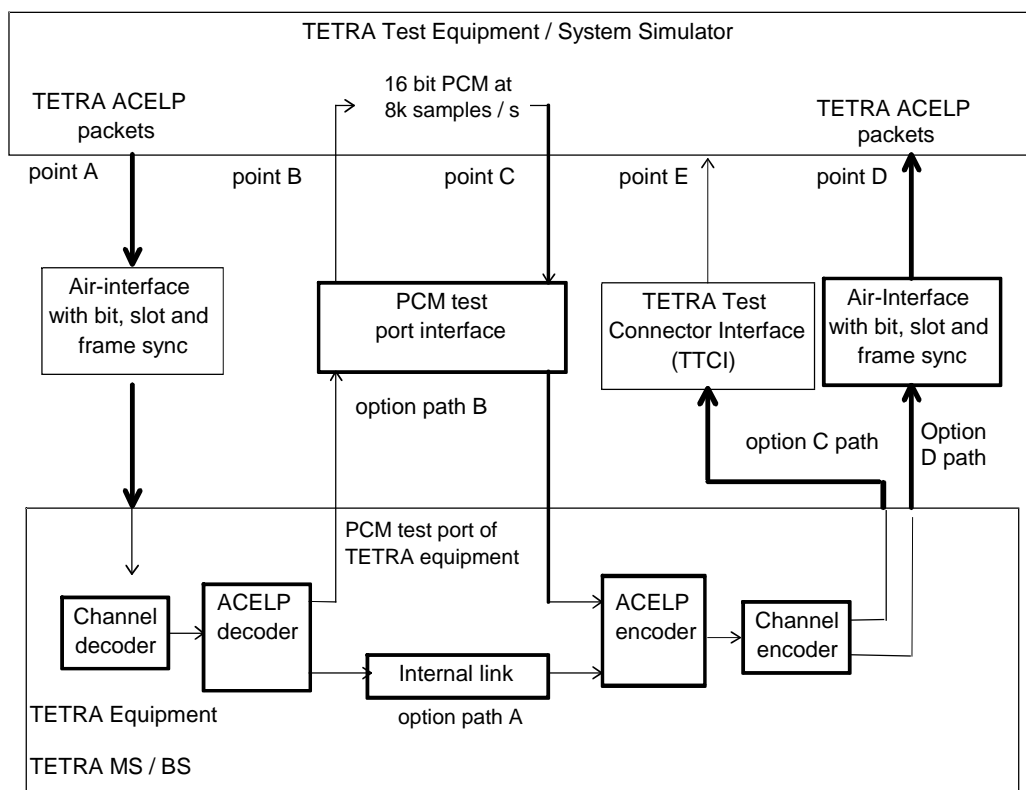 TETRA Test Equipment / System Simulator
16 bit PCM at
8k samples / s
TETRA ACELP
packets
TETRA ACELP
packets
point A
point B
point C
point E
point D
Air-interface
with bit, slot and
frame sync
PCM test
port interface
TETRA Test
Connector Interface
(TTCI)
Air-Interface
with bit, slot and
frame sync
option path B
option C path
Option
D path
PCM test port of
TETRA equipment
Channel
decoder
ACELP
decoder
Internal link
option path A
ACELP
encoder
Channel
encoder
TETRA Equipment
TETRA MS / BS